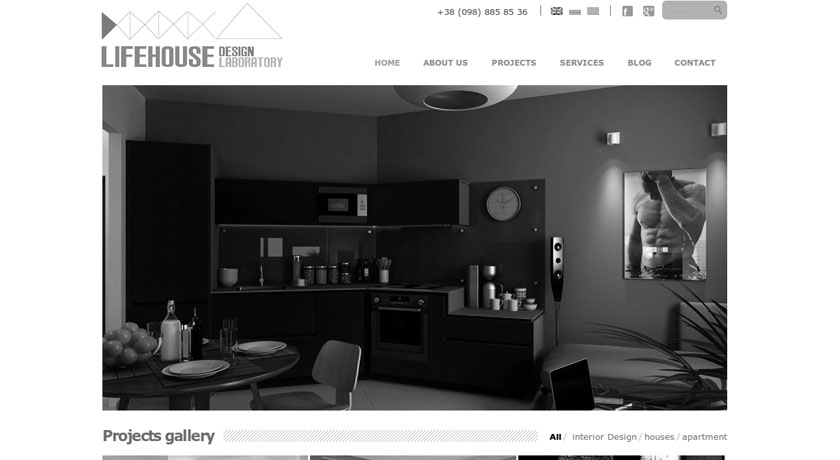 +38 (098) 885 85 36
LIFEHOUSE DESIGN LABORATORY
HOME ABOUT US PROJECTS SERVICES BLOG CONTACT
Projects gallery
All / interior Design / houses / apartment